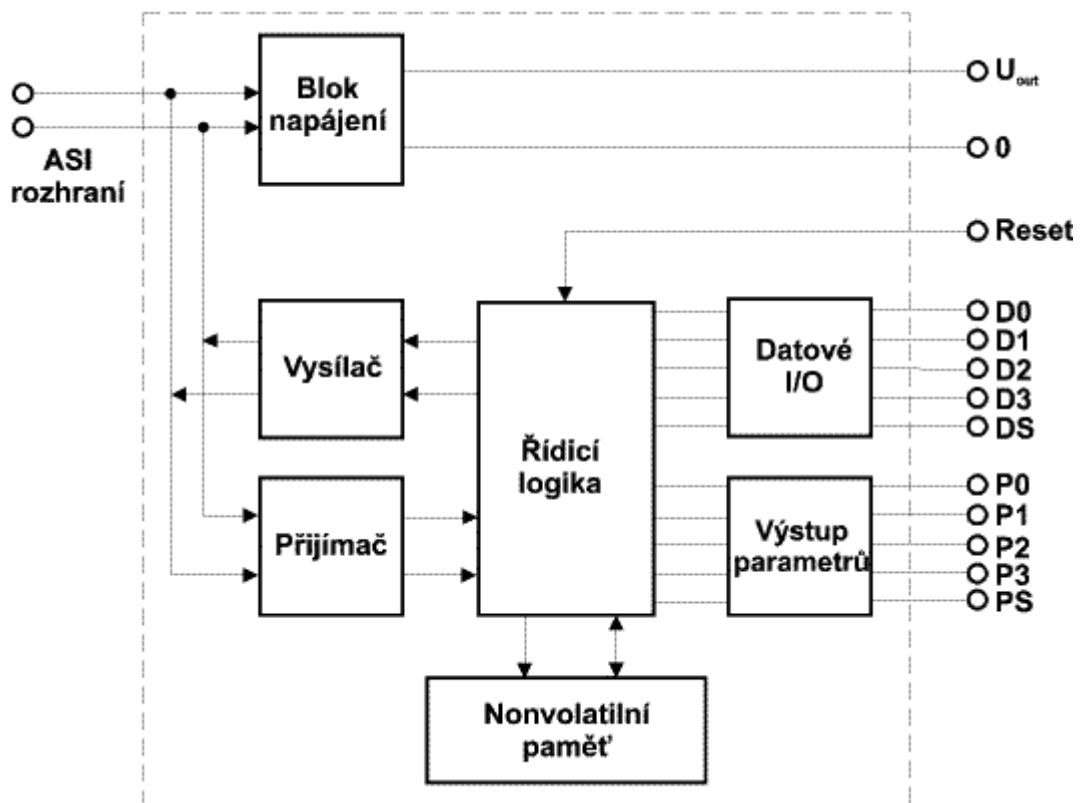 Blok
napájení
U out
0
ASI
rozhraní
Reset
Vysílač
Řídicí
logika
Datové
I/O
D0
D1
D2
D3
DS
Přijímač
Výstup
parametrů
P0
P1
P2
P3
PS
Nonvolatilní
paměť